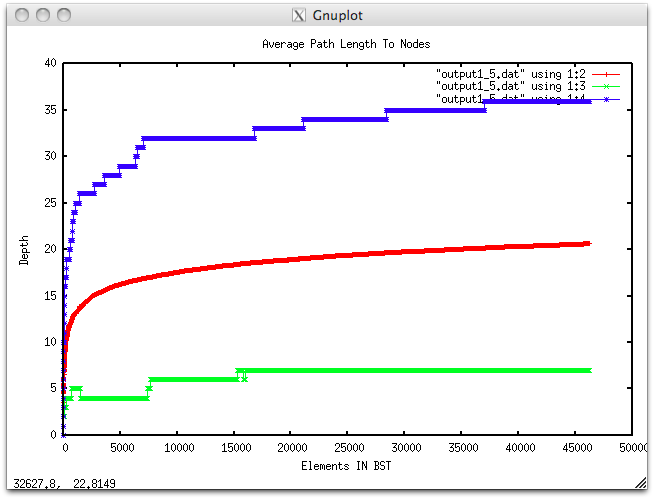 Gnuplot
Average Path Length To Nodes
"output1_5.dat" using 1:2
"output1_5.dat" using 1:3
"output1_5.dat" using 1:4
40
35
30
25
20
15
10
5
0
Depth
0 5000 10000 15000 20000 25000 30000 35000 40000 45000 50000
Elements IN BST
32627.8, 22.8149